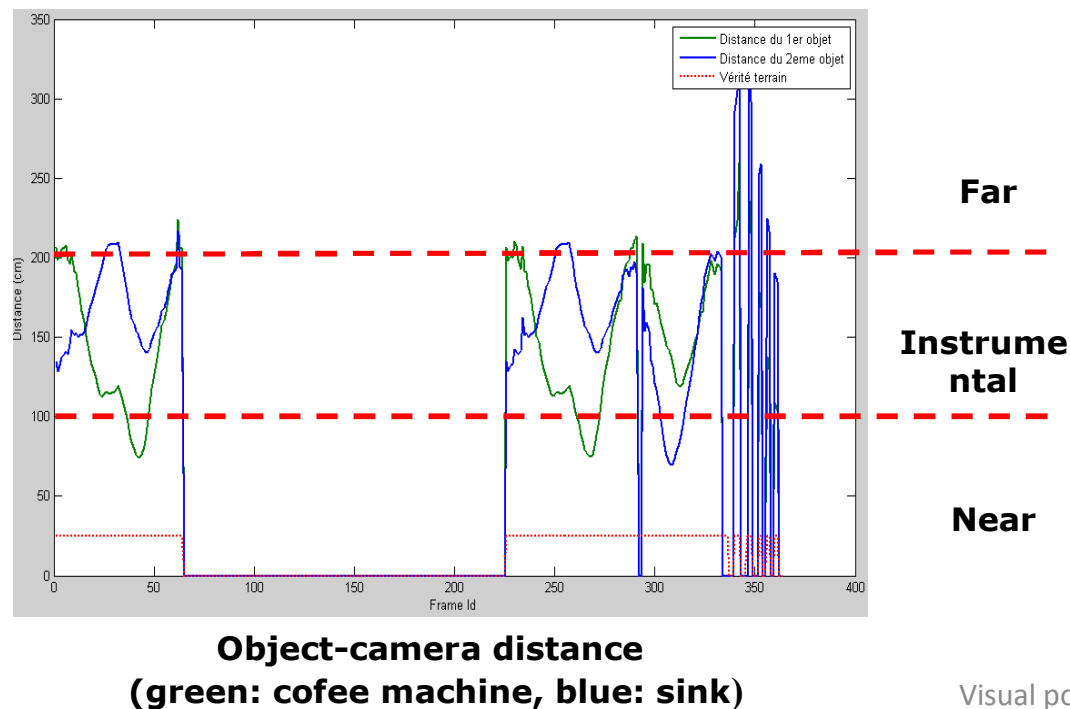 350
300
250
200
150
100
50
0
Distance (cm)
0 50 100 150 200 250 300 350 400
Frame Id
Distance du 1er objet
Distance du 2eme objet
Vérité terrain
Far
Instrume
ntal
Near
Object-camera distance
(green: cofee machine, blue: sink)
Visual po